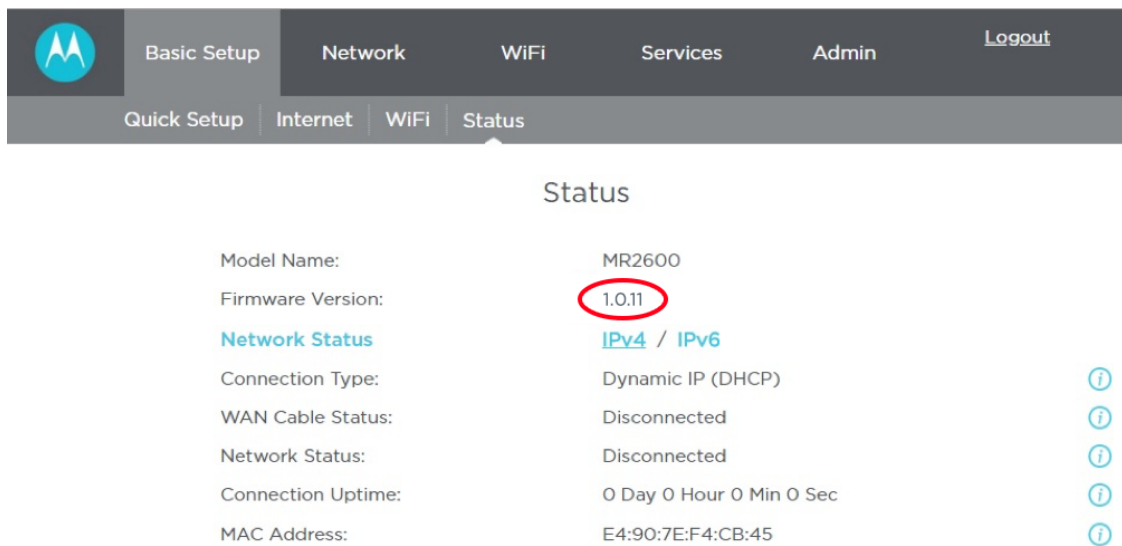 Basic Setup Network WiFi Services Admin Logout
Quick Setup Internet WiFi Status
Status
Model Name: MR2600
Firmware Version: 1.0.11
Network Status IPv4 / IPv6
Connection Type: Dynamic IP (DHCP)
WAN Cable Status: Disconnected
Network Status: Disconnected
Connection Uptime: 0 Day 0 Hour 0 Min 0 Sec
MAC Address: E4:90:7E:F4:CB:45